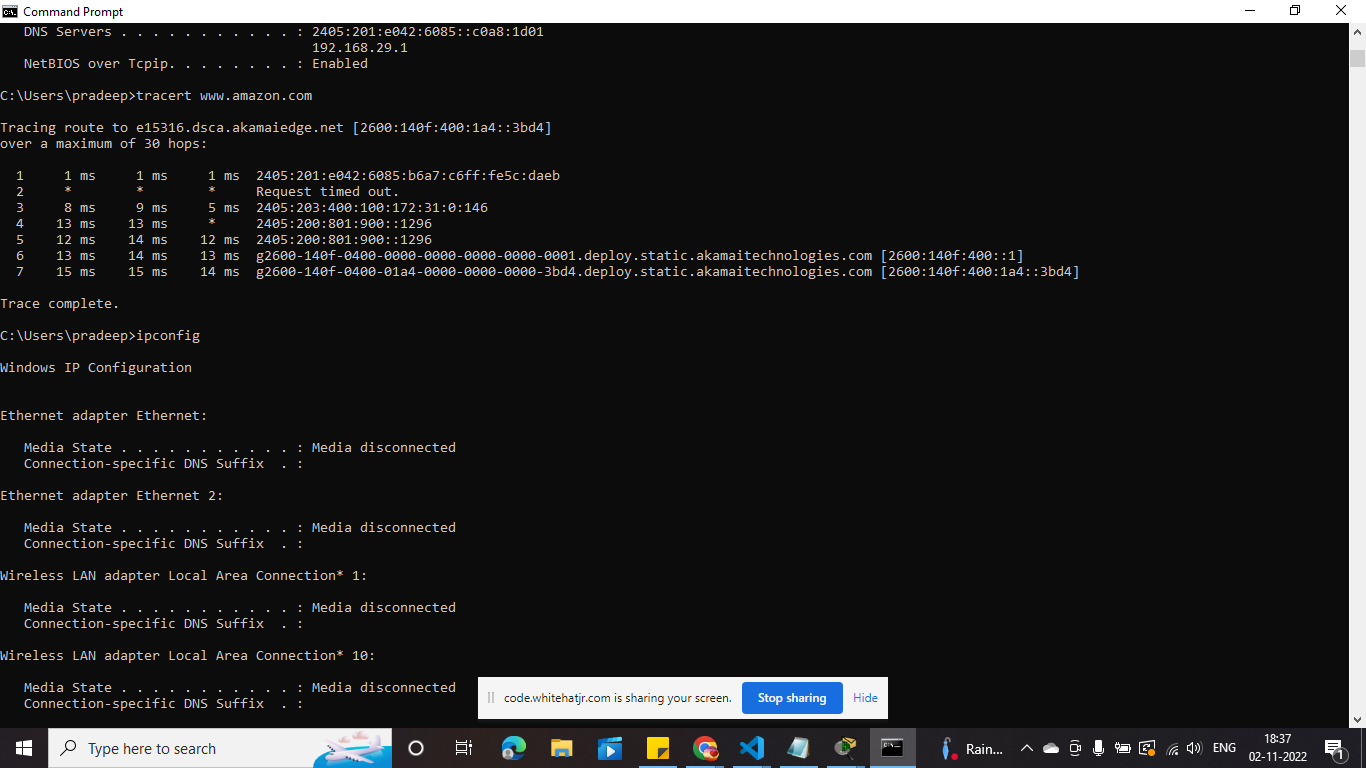 Command Prompt
   DNS Servers . . . . . . . . . . . : 2405:201:e042:6085::c0a8:1d01
                                       192.168.29.1
   NetBIOS over Tcpip. . . . . . . . : Enabled
C:\Users\pradeep>tracert www.amazon.com
Tracing route to e15316.dsca.akamaiedge.net [2600:140f:400:1a4::3bd4]
over a maximum of 30 hops:
  1     1 ms     1 ms     1 ms  2405:201:e042:6085:b6a7:c6ff:fe5c:daeb
  2     *        *        *     Request timed out.
  3     8 ms     9 ms     5 ms  2405:203:400:100:172:31:0:146
  4    13 ms    13 ms     *     2405:200:801:900::1296
  5    12 ms    14 ms    12 ms  2405:200:801:900::1296
  6    13 ms    14 ms    13 ms  g2600-140f-0400-0000-0000-0000-0000-0001.deploy.static.akamaitechnologies.com [2600:140f:400::1]
  7    15 ms    15 ms    14 ms  g2600-140f-0400-01a4-0000-0000-0000-3bd4.deploy.static.akamaitechnologies.com [2600:140f:400:1a4::3bd4]
Trace complete.
C:\Users\pradeep>ipconfig
Windows IP Configuration
Ethernet adapter Ethernet:
   Media State . . . . . . . . . . . : Media disconnected
   Connection-specific DNS Suffix  . :
Ethernet adapter Ethernet 2:
   Media State . . . . . . . . . . . : Media disconnected
   Connection-specific DNS Suffix  . :
Wireless LAN adapter Local Area Connection* 1:
   Media State . . . . . . . . . . . : Media disconnected
   Connection-specific DNS Suffix  . :
Wireless LAN adapter Local Area Connection* 10:
   Media State . . . . . . . . . . . : Media disconnected
   Connection-specific DNS Suffix  . :
code.whitehatjr.com is sharing your screen. Stop sharing Hide
Type here to search
Rain...
ENG
18:37
02-11-2022
1